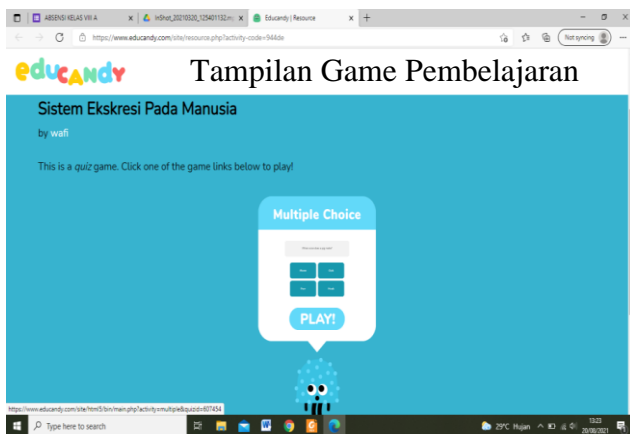 ABSENSI KELAS VIII A
InShot_20210320_125401132.m
Educandy | Resource
https://www.educandy.com/site/resource.php?activity-code=944de
Not syncing
educandy
Tampilan Game Pembelajaran
Sistem Ekskresi Pada Manusia
by wafi
This is a quiz game. Click one of the game links below to play!
Multiple Choice
PLAY!
https://www.educandy.com/site/html5/bin/main.php?activity=multiple&quizid=607454
Type here to search
29°C Hujan
13:23
20/08/2021